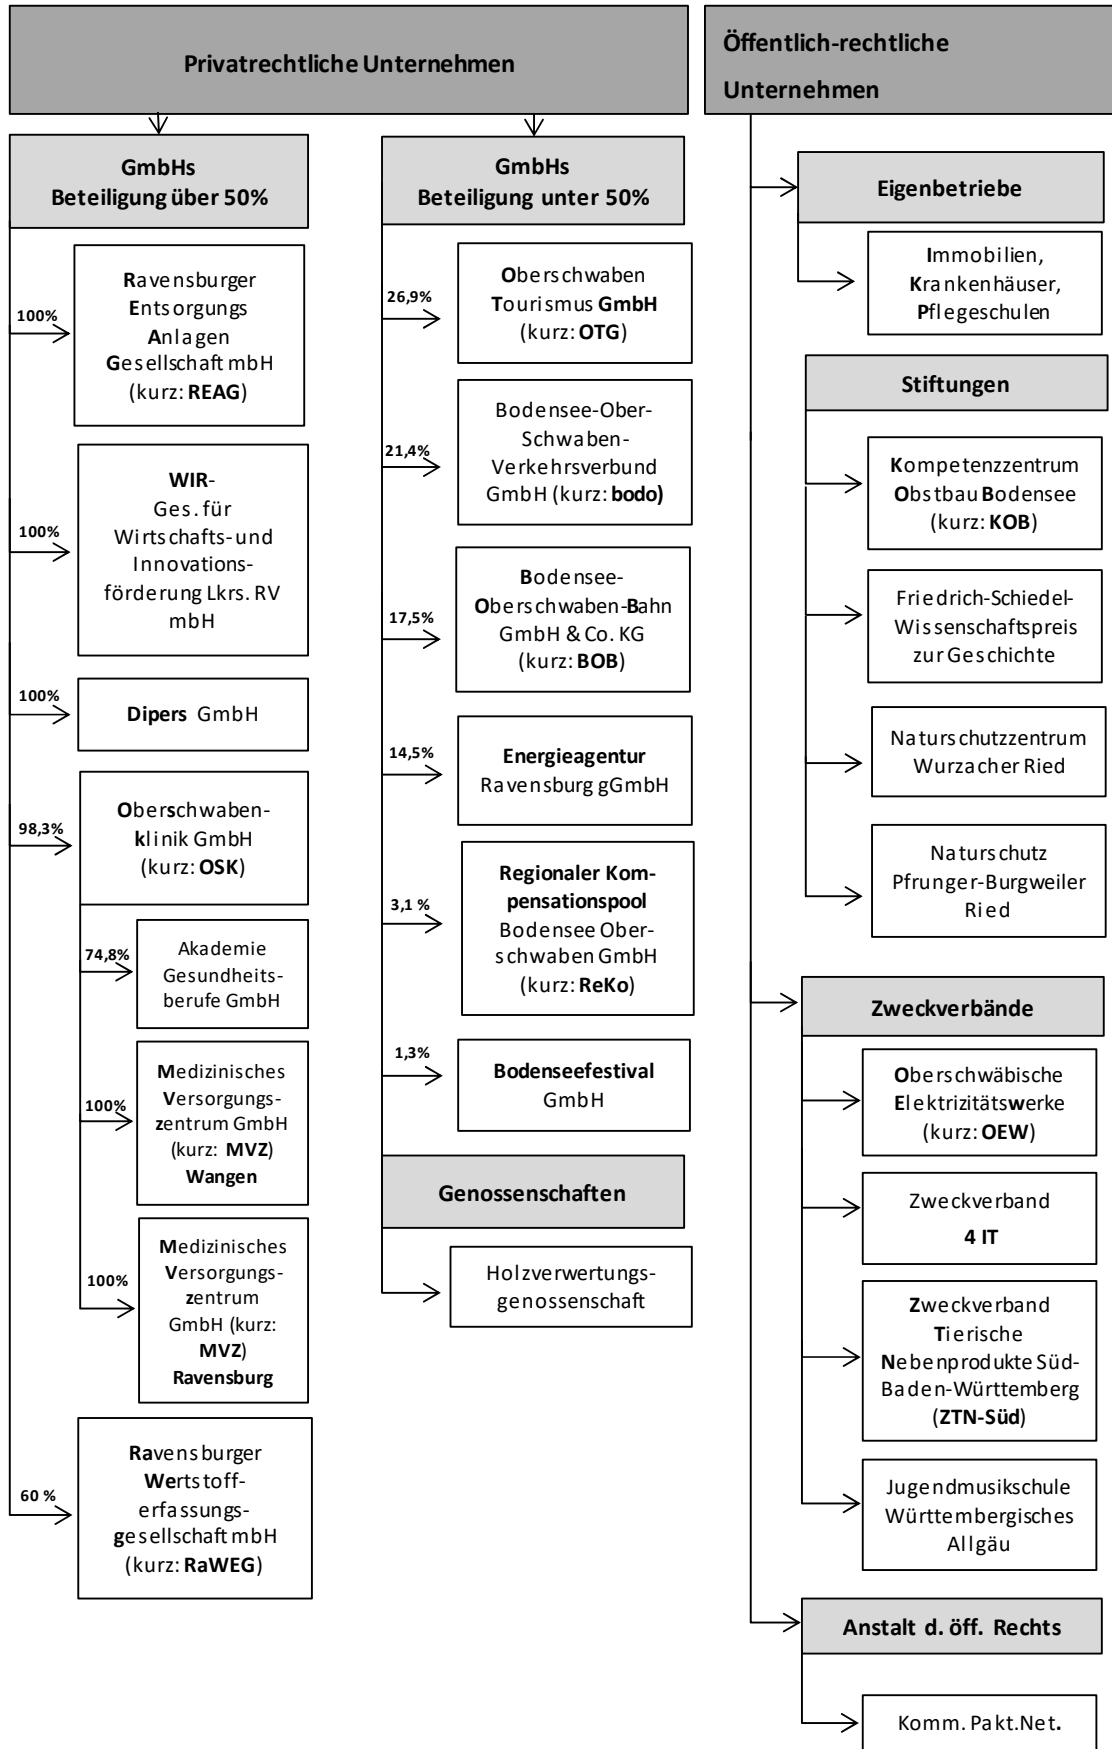 Privatrechtliche Unternehmen
GmbHs
Beteiligung über 50%
100%
Ravensburger
Entsorgungs
Anlagen
Gesellschaft mbH
(kurz: REAG)
100%
WIR-
Ges. für
Wirtschafts- und
Innovations-
förderung Lkrs. RV
mbH
100%
Dipers GmbH
98,3%
Oberschwaben-
klinik GmbH
(kurz: OSK)
74,8%
Akademie
Gesundheits-
berufe GmbH
100%
Medizinisches
Versorgungs-
zentrum GmbH
(kurz: MVZ)
Wangen
100%
Medizinisches
Versorgungs-
zentrum
GmbH (kurz:
MVZ)
Ravensburg
60 %
Ravensburger
Wertstoff-
erfassungs-
gesellschaft mbH
(kurz: RaWEG)
GmbHs
Beteiligung unter 50%
26,9%
Oberschwaben
Tourismus GmbH
(kurz: OTG)
21,4%
Bodensee-Ober-
Schwaben-
Verkehrsverbund
GmbH (kurz: bodo)
17,5%
Bodensee-
Oberschwaben-Bahn
GmbH & Co. KG
(kurz: BOB)
14,5%
Energieagentur
Ravensburg gGmbH
3,1 %
Regionaler Kom-
pensationspool
Bodensee Ober-
schwaben GmbH
(kurz: ReKo)
1,3%
Bodenseefestival
GmbH
Genossenschaften
Holzverwertungs-
genossenschaft
Öffentlich-rechtliche
Unternehmen
Eigenbetriebe
Immobilien,
Krankenhäuser,
Pflegeschulen
Stiftungen
Kompetenzzentrum
Obstbau Bodensee
(kurz: KOB)
Friedrich-Schiedel-
Wissenschaftspreis
zur Geschichte
Naturschutzzentrum
Wurzacher Ried
Naturschutz
Pfrunger-Burgweiler
Ried
Zweckverbände
Oberschwäbische
Elektrizitätswerke
(kurz: OEW)
Zweckverband
4 IT
Zweckverband
Tierische
Nebenprodukte Süd-
Baden-Württemberg
(ZTN-Süd)
Jugendmusikschule
Württembergisches
Allgäu
Anstalt d. öff. Rechts
Komm. Pakt.Net.